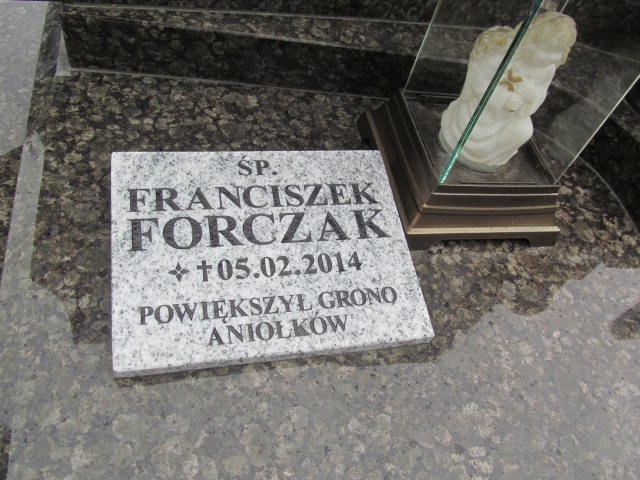 ŚP.
FRANCISZEK
FORCZAK
✧ † 05.02.2014
POWIĘKSZYŁ GRONO
ANIOŁKÓW